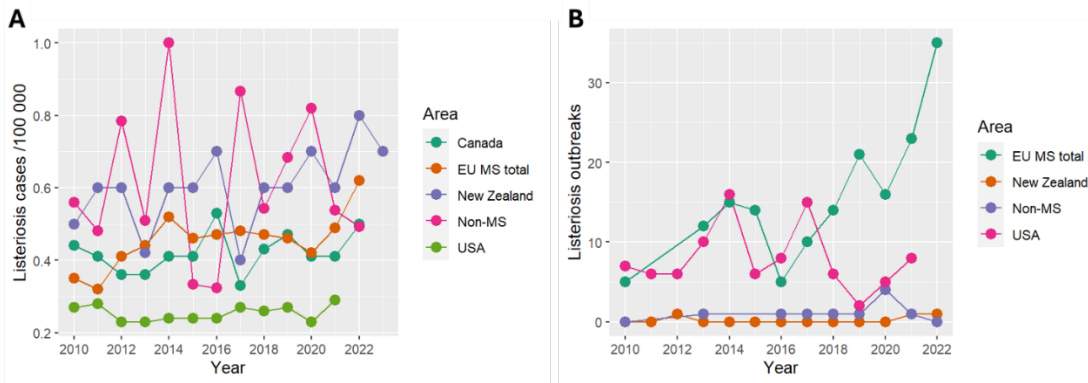 A
Listeriosis cases /100 000
1.0
0.8
0.6
0.4
0.2
2010 2012 2014 2016 2018 2020 2022
Year
Area
Canada
EU MS total
New Zealand
Non-MS
USA
B
Listeriosis outbreaks
30
20
10
0
2010 2012 2014 2016 2018 2020 2022
Year
Area
EU MS total
New Zealand
Non-MS
USA